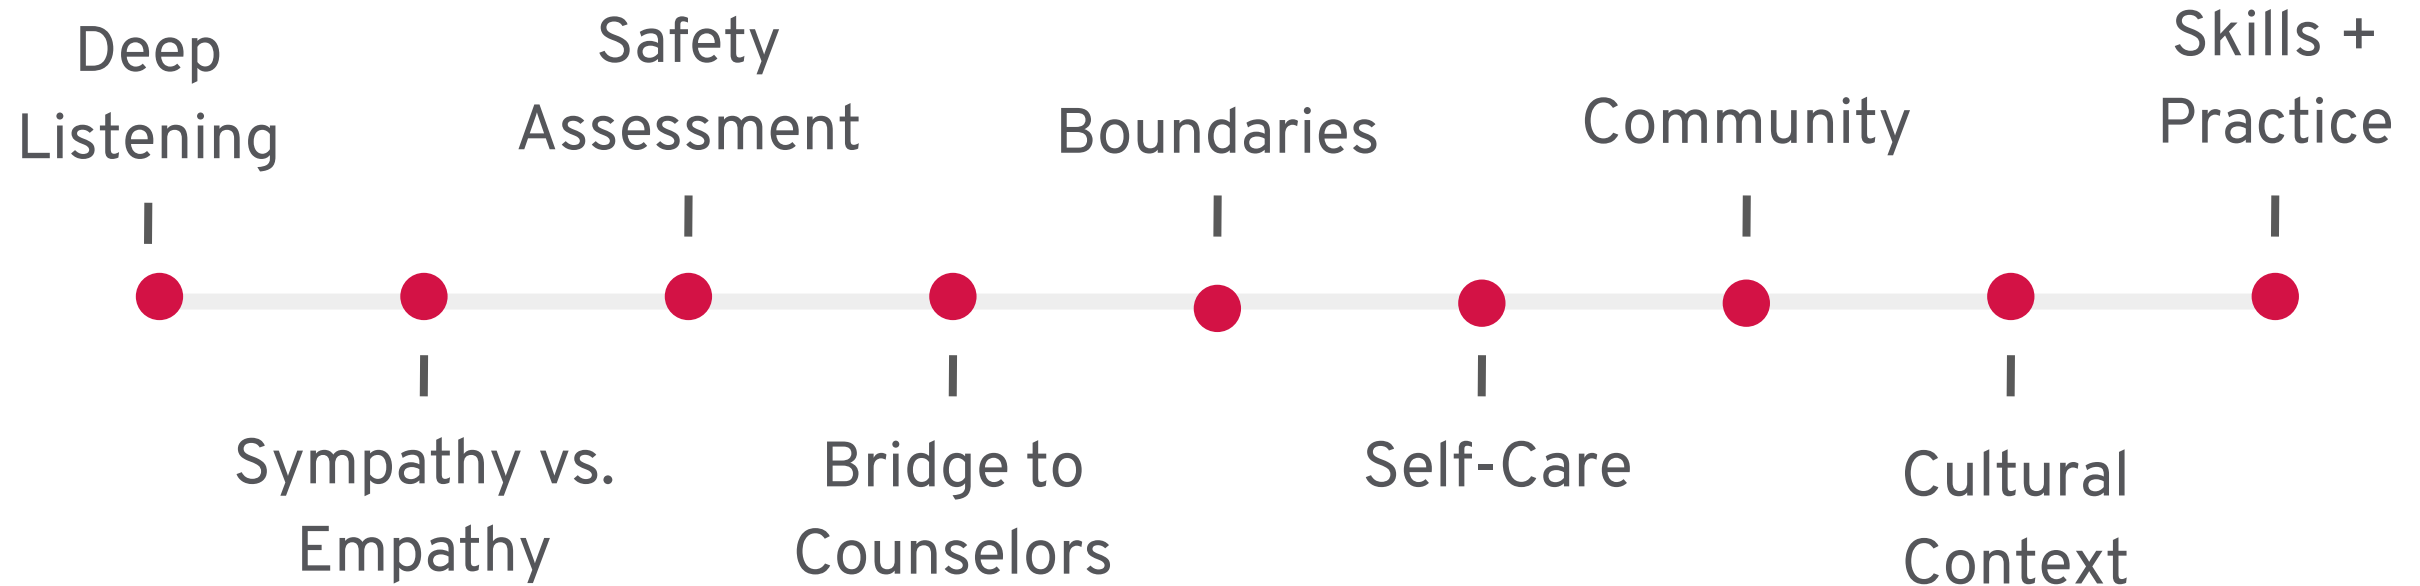 Deep
Listening
Sympathy vs.
Empathy
Safety
Assessment
Bridge to
Counselors
Boundaries
Self-Care
Community
Cultural
Context
Skills +
Practice